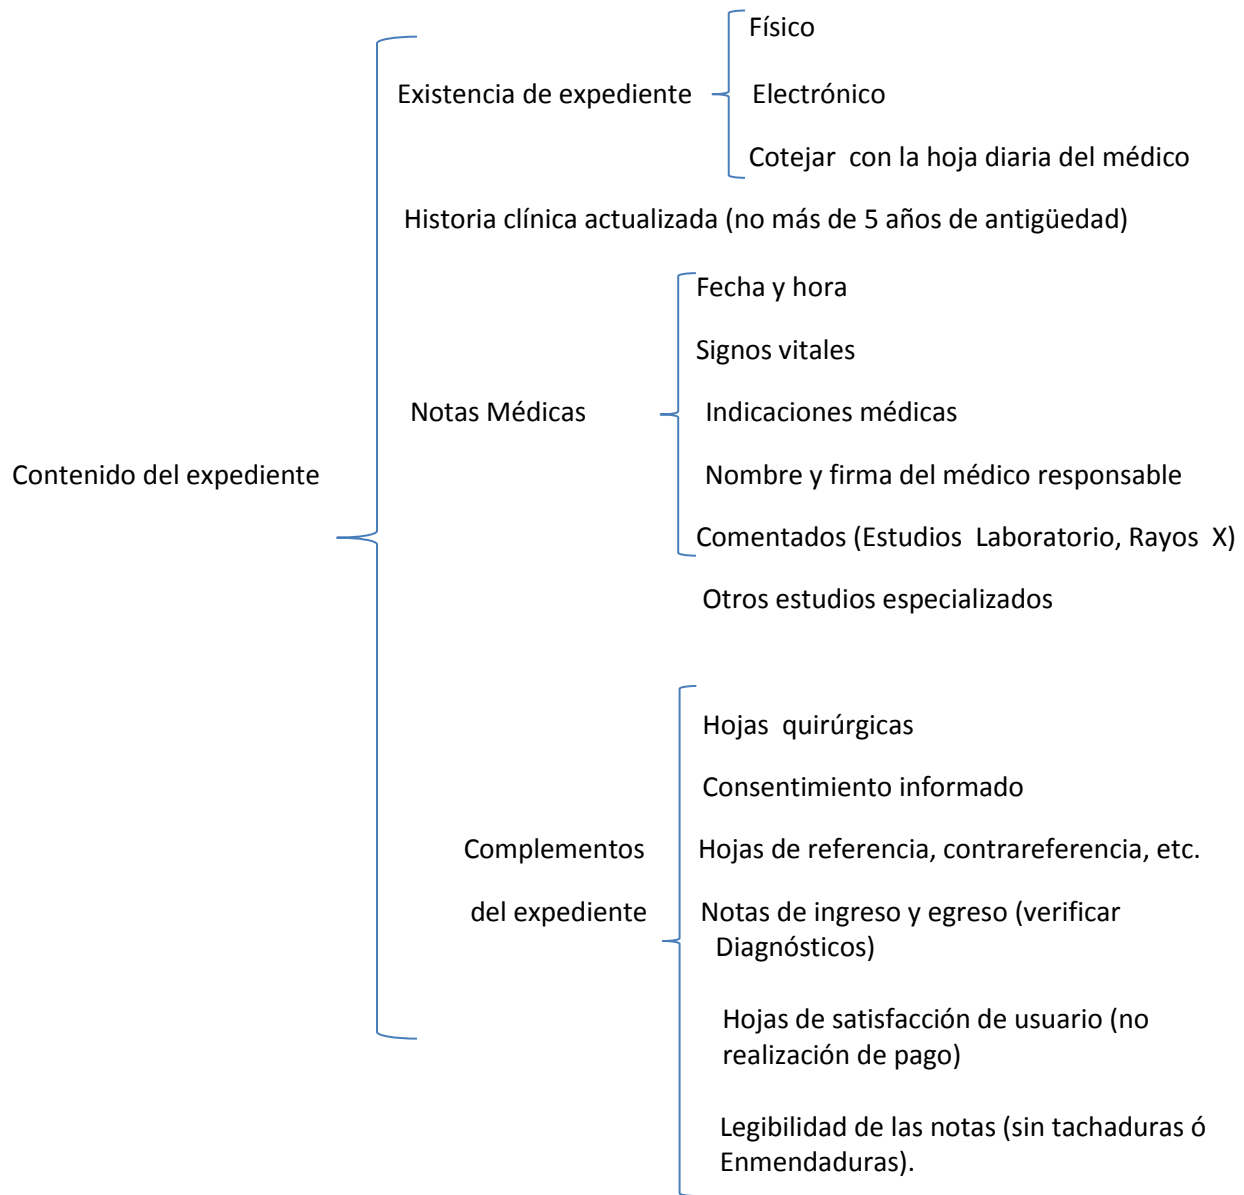 Físico
Existencia de expediente
Electrónico
Cotejar  con la hoja diaria del médico
Historia clínica actualizada (no más de 5 años de antigüedad)
Fecha y hora
Signos vitales
Notas Médicas
Indicaciones médicas
Contenido del expediente
Nombre y firma del médico responsable
Comentados (Estudios  Laboratorio, Rayos  X)
Otros estudios especializados
Hojas  quirúrgicas
Consentimiento informado
Complementos
Hojas de referencia, contrareferencia, etc.
del expediente
Notas de ingreso y egreso (verificar
Diagnósticos)
Hojas de satisfacción de usuario (no
realización de pago)
Legibilidad de las notas (sin tachaduras ó
Enmendaduras).